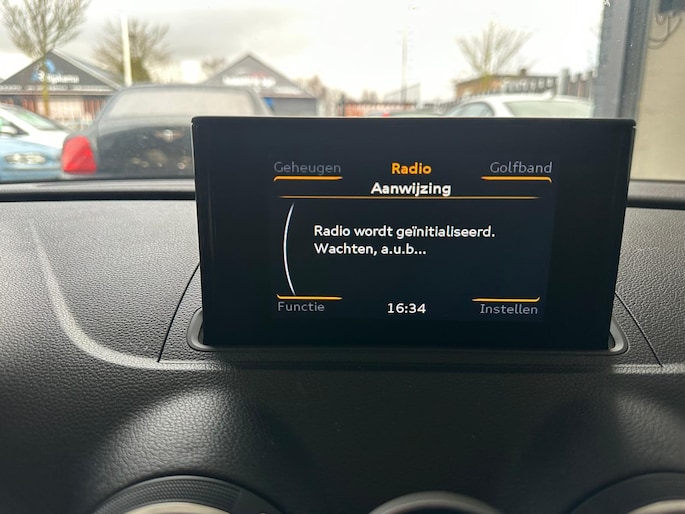 Geheugen Radio Golfband
Aanwijzing
Radio wordt geïnitialiseerd.
Wachten, a.u.b...
Functie 16:34 Instellen